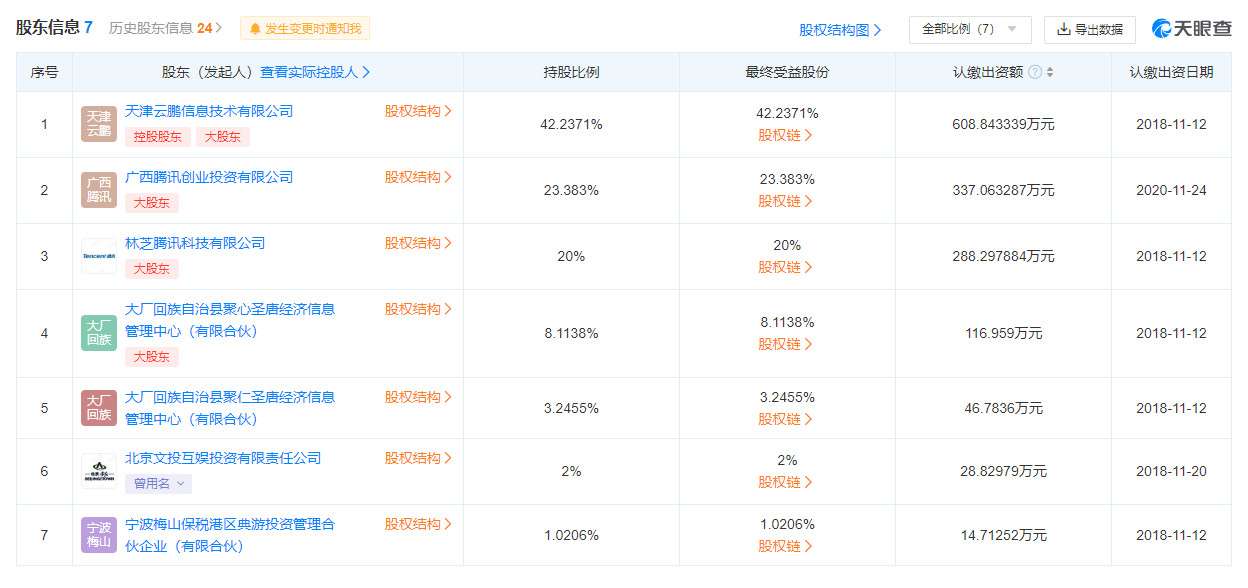 股东信息 7 历史股东信息 24 发生变更时通知我 股权结构图 全部比例（7） 导出数据 天眼查
序号 股东（发起人）查看实际控股人 持股比例 最终受益股份 认缴出资额 认缴出资日期
1 天津云鹏 天津云鹏信息技术有限公司 股权结构 42.2371% 42.2371% 608.843339万元 2018-11-12
控股股东 大股东 股权链
2 广西腾讯 广西腾讯创业投资有限公司 股权结构 23.383% 23.383% 337.063287万元 2020-11-24
大股东 股权链
3 林芝腾讯科技有限公司 股权结构 20% 20% 288.297884万元 2018-11-12
Tencent 大股东 股权链
4 大厂回族 大厂回族自治县聚心圣唐经济信息 股权结构 8.1138% 8.1138% 116.959万元 2018-11-12
管理中心（有限合伙） 股权链
大股东
5 大厂回族 大厂回族自治县聚仁圣唐经济信息 股权结构 3.2455% 3.2455% 46.7836万元 2018-11-12
管理中心（有限合伙） 股权链
6 北京文投互娱投资有限责任公司 股权结构 2% 2% 28.82979万元 2018-11-20
曾用名 股权链
7 宁波梅山 宁波梅山保税港区典游投资管理合 股权结构 1.0206% 1.0206% 14.71252万元 2018-11-12
伙企业（有限合伙） 股权链